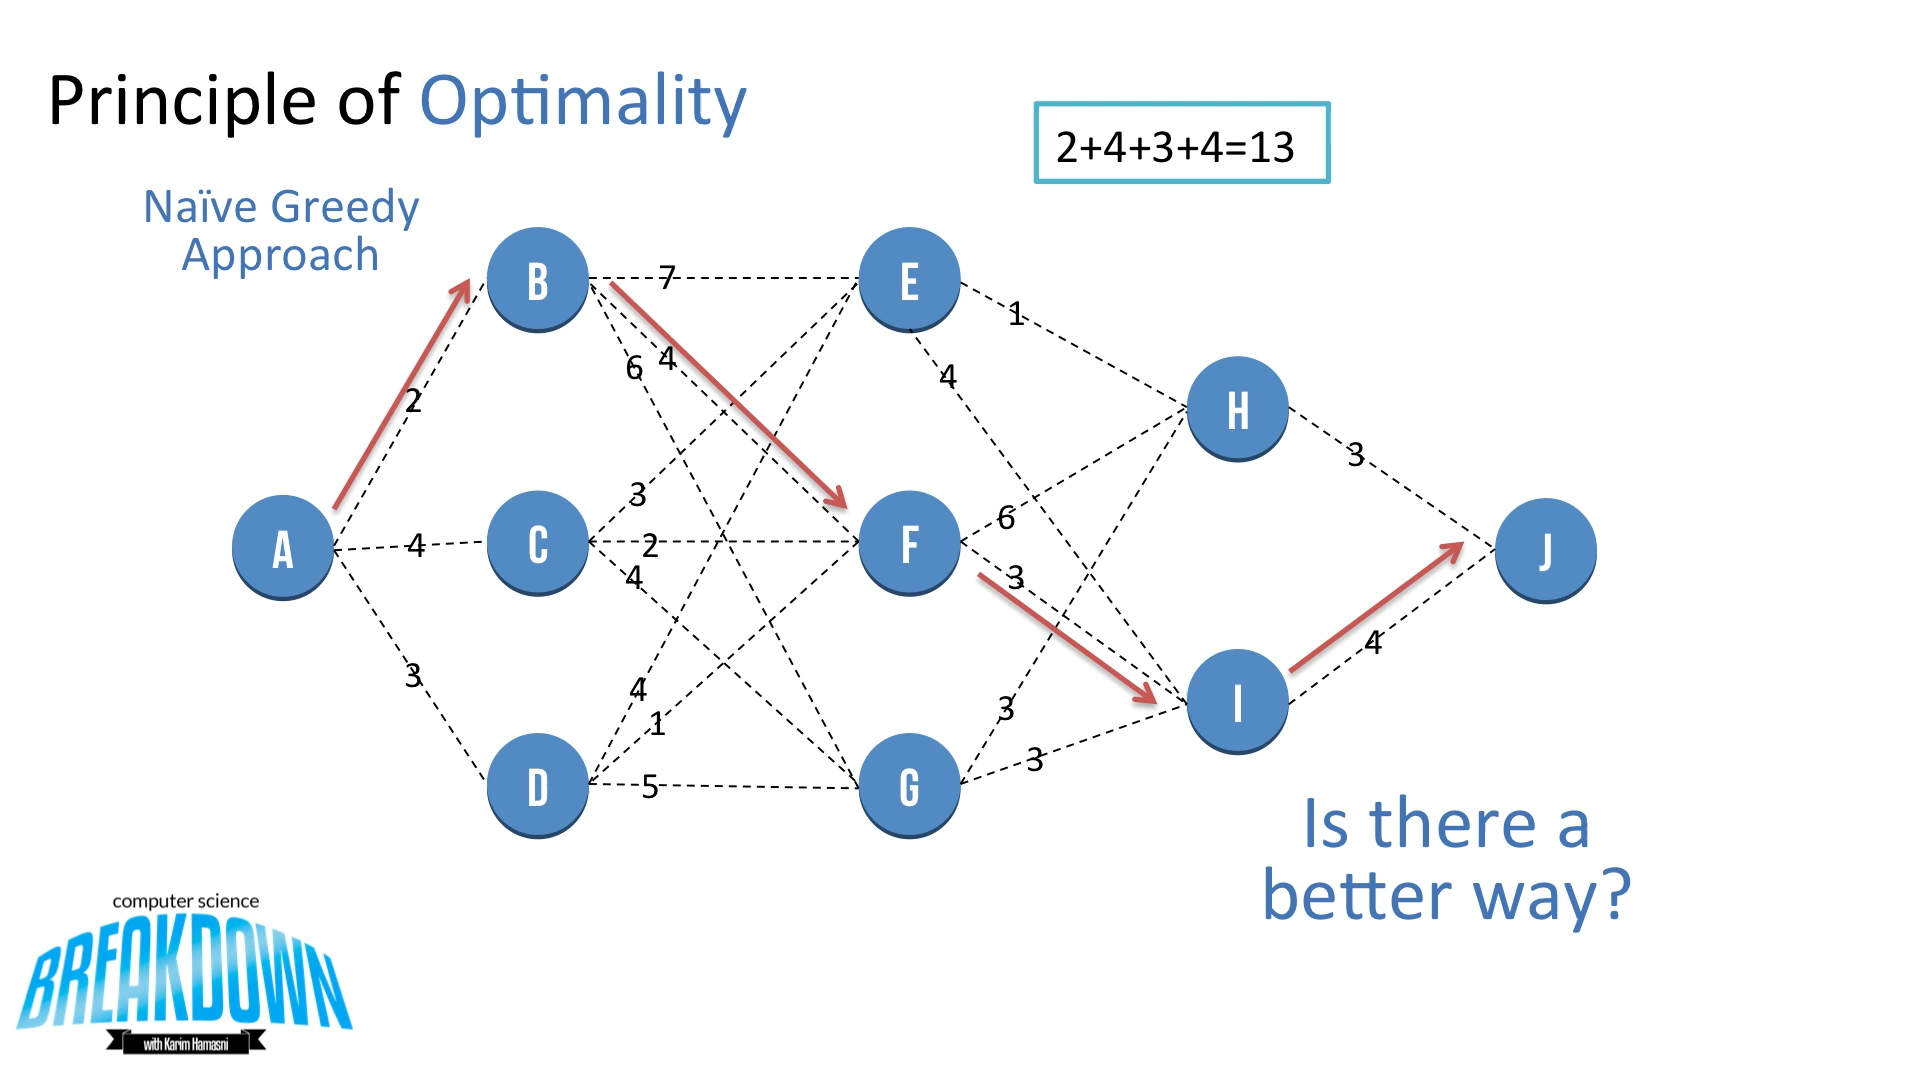 Principle of Optimality
2+4+3+4=13
Naïve Greedy
Approach
B
7
E
1
6
4
4
2
H
3
3
A
4
C
2
F
6
J
4
3
4
3
4
1
I
3
D
5
G
3
Is there a
better way?
computer science
BREAKDOWN
with Karim Hamasni